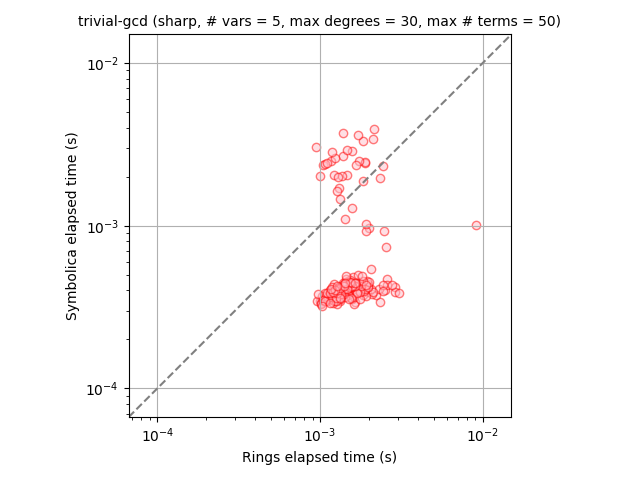 trivial-gcd (sharp, # vars = 5, max degrees = 30, max # terms = 50)
Symbolica elapsed time (s)
10⁻²
10⁻³
10⁻⁴
10⁻⁴ 10⁻³ 10⁻²
Rings elapsed time (s)